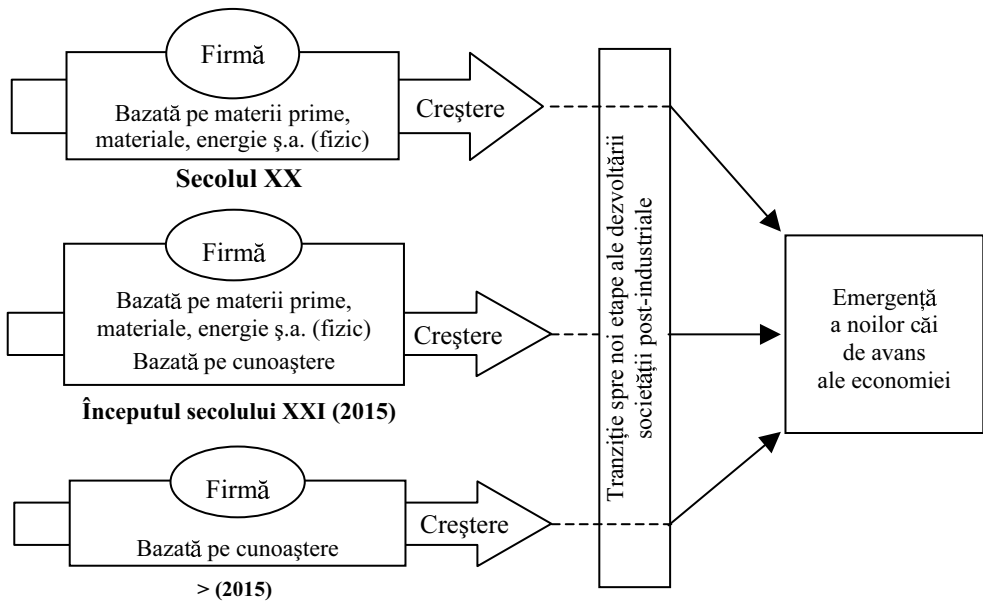 Firmă
Bazată pe materii prime,
materiale, energie ş.a. (fizic)
Creştere
Secolul XX
Firmă
Bazată pe materii prime,
materiale, energie ş.a. (fizic)
Bazată pe cunoaştere
Creştere
Începutul secolului XXI (2015)
Firmă
Bazată pe cunoaştere
Creştere
> (2015)
Tranziţie spre noi etape ale dezvoltării
societăţii post-industriale
Emergenţă
a noilor căi
de avans
ale economiei